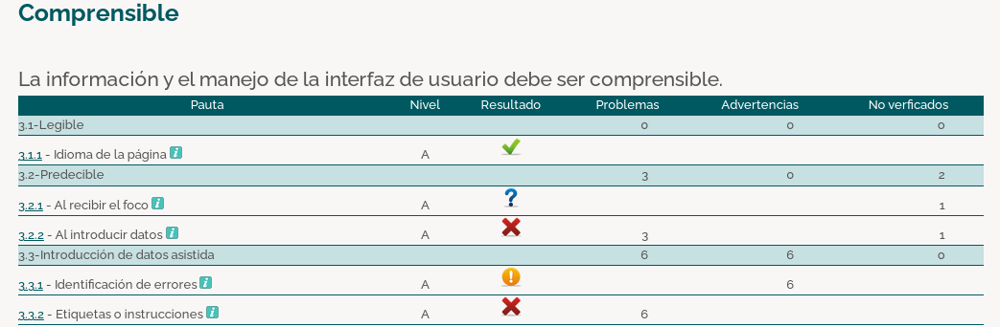 Comprensible
La información y el manejo de la interfaz de usuario debe ser comprensible.
Pauta Nivel Resultado Problemas Advertencias No verficados
3.1-Legible 0 0 0
3.1.1 - Idioma de la página i A
3.2-Predecible 3 0 2
3.2.1 - Al recibir el foco i A ? 1
3.2.2 - Al introducir datos i A 3 1
3.3-Introducción de datos asistida 6 6 0
3.3.1 - Identificación de errores i A ! 6
3.3.2 - Etiquetas o instrucciones i A 6